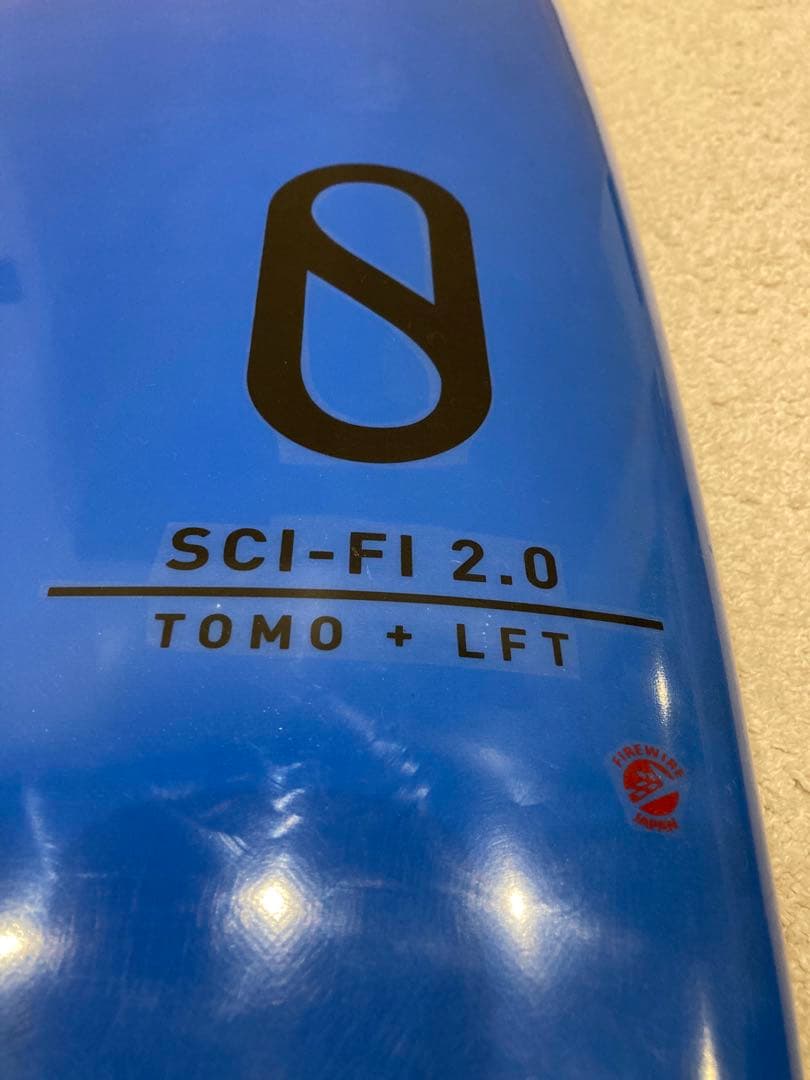 SCI-FI 2.0
TOMO + LFT
FIREWIRE
JAPAN